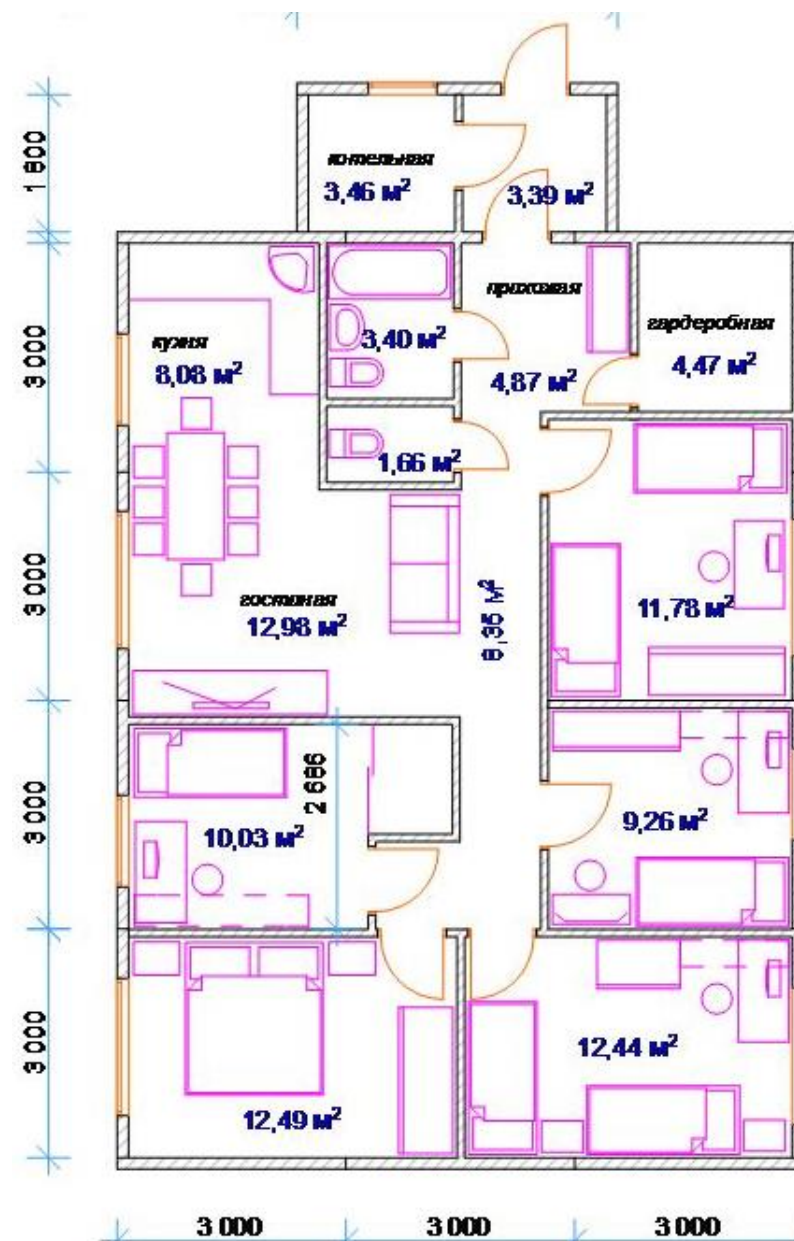 1 800
котельная
3,46 м²
3,39 м²
3 000
прихожая
гардеробная
кухня
3,40 м²
8,08 м²
4,87 м²
4,47 м²
1,66 м²
3 000
гостиная
12,98 м²
8,35 м²
11,78 м²
3 000
2 686
10,03 м²
9,26 м²
3 000
12,44 м²
12,49 м²
3 000
3 000
3 000